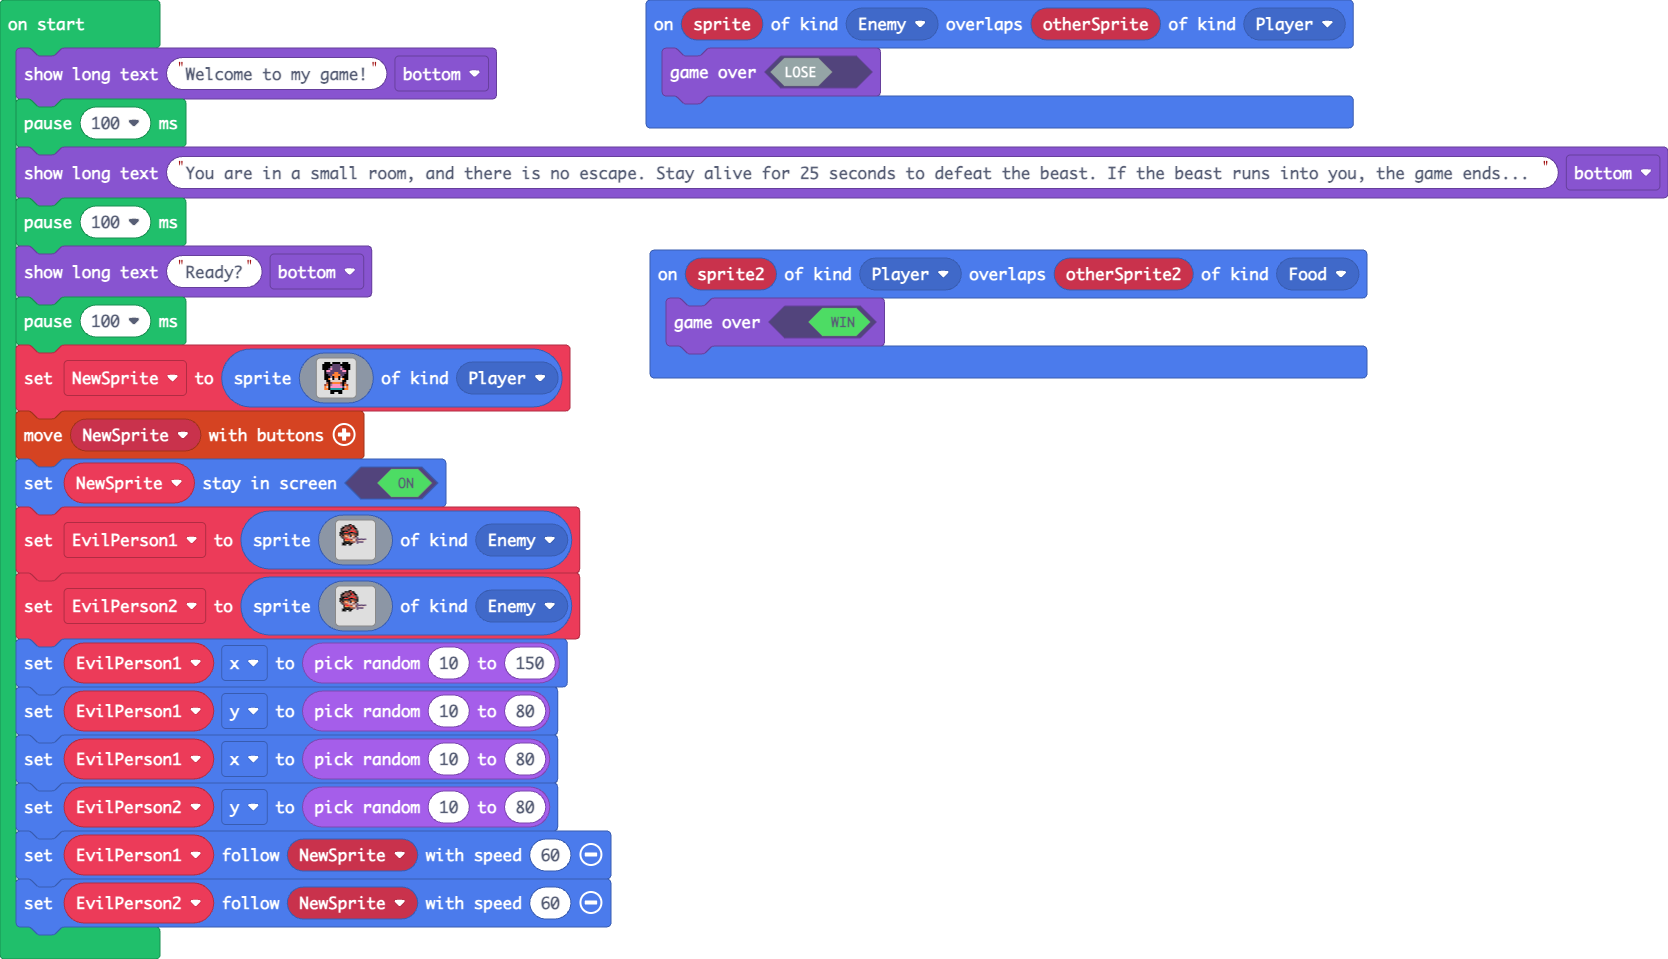 on start
show long text "Welcome to my game!" bottom
pause 100 ms
show long text "You are in a small room, and there is no escape. Stay alive for 25 seconds to defeat the beast. If the beast runs into you, the game ends... " bottom
pause 100 ms
show long text "Ready?" bottom
pause 100 ms
set NewSprite to sprite of kind Player
move NewSprite with buttons +
set NewSprite stay in screen ON
set EvilPerson1 to sprite of kind Enemy
set EvilPerson2 to sprite of kind Enemy
set EvilPerson1 x to pick random 10 to 150
set EvilPerson1 y to pick random 10 to 80
set EvilPerson1 x to pick random 10 to 80
set EvilPerson2 y to pick random 10 to 80
set EvilPerson1 follow NewSprite with speed 60 -
set EvilPerson2 follow NewSprite with speed 60 -
on sprite of kind Enemy overlaps otherSprite of kind Player
game over LOSE
on sprite2 of kind Player overlaps otherSprite2 of kind Food
game over WIN